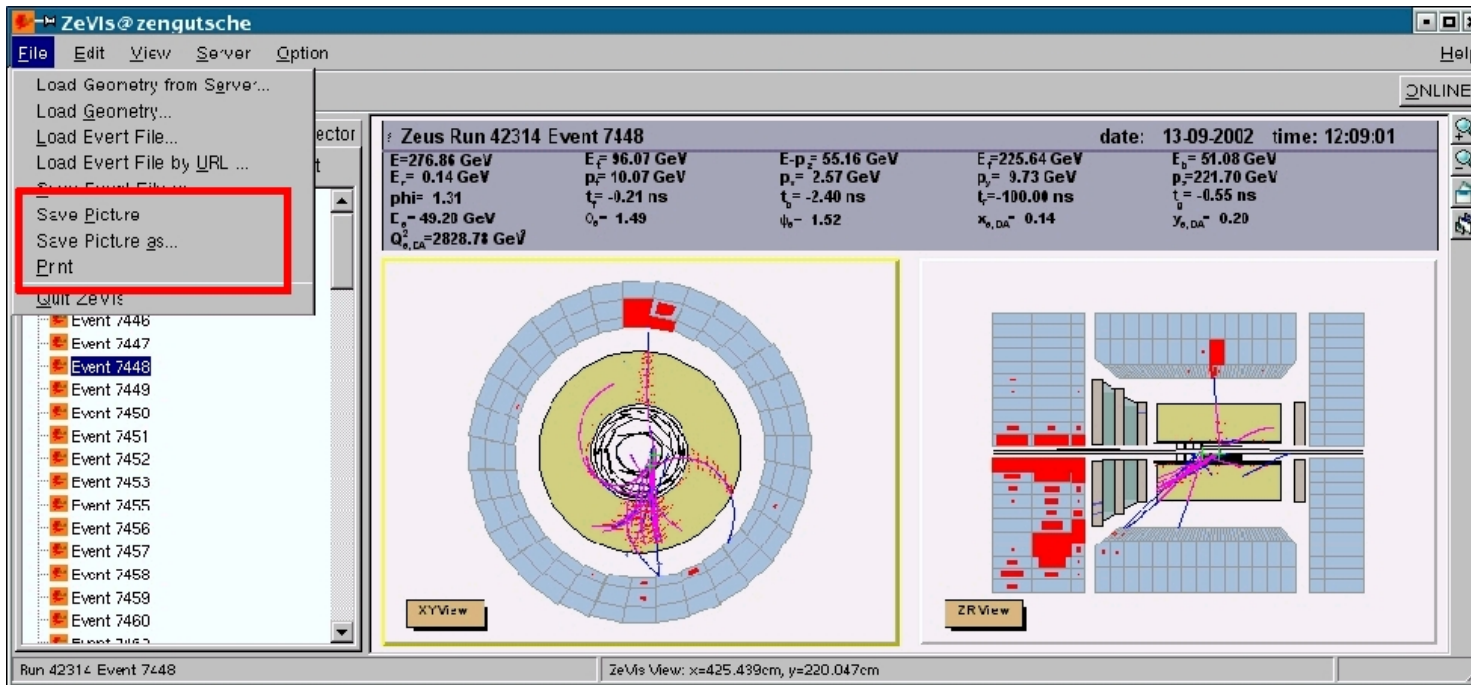 ZeVis@zengutsche
File Edit View Server Option Help
Load Geometry from Server...
Load Geometry...
Load Event File...
Load Event File by URL ...
Save Picture
Save Picture as...
Print
Quit ZeVis
ONLINE
Zeus Run 42314 Event 7448 date: 13-09-2002 time: 12:09:01
E=276.86 GeV E_t= 96.07 GeV E-p_z= 55.16 GeV E_f=225.64 GeV E_b= 51.08 GeV
E_r= 0.14 GeV p_t= 10.07 GeV p_x= 2.57 GeV p_y= 9.73 GeV p_z=221.70 GeV
phi= 1.31 t_f= -0.21 ns t_b= -2.40 ns t_r=-100.00 ns t_g= -0.55 ns
E_e= 49.20 GeV θ_e= 1.49 ψ_e= 1.52 x_e,DA= 0.14 y_e,DA= 0.20
Q²_e,DA=2828.78 GeV²
Event 7446
Event 7447
Event 7448
Event 7449
Event 7450
Event 7451
Event 7452
Event 7453
Event 7455
Event 7456
Event 7457
Event 7458
Event 7459
Event 7460
XYView
ZRView
Run 42314 Event 7448
ZeVis View: x=425.439cm, y=220.047cm